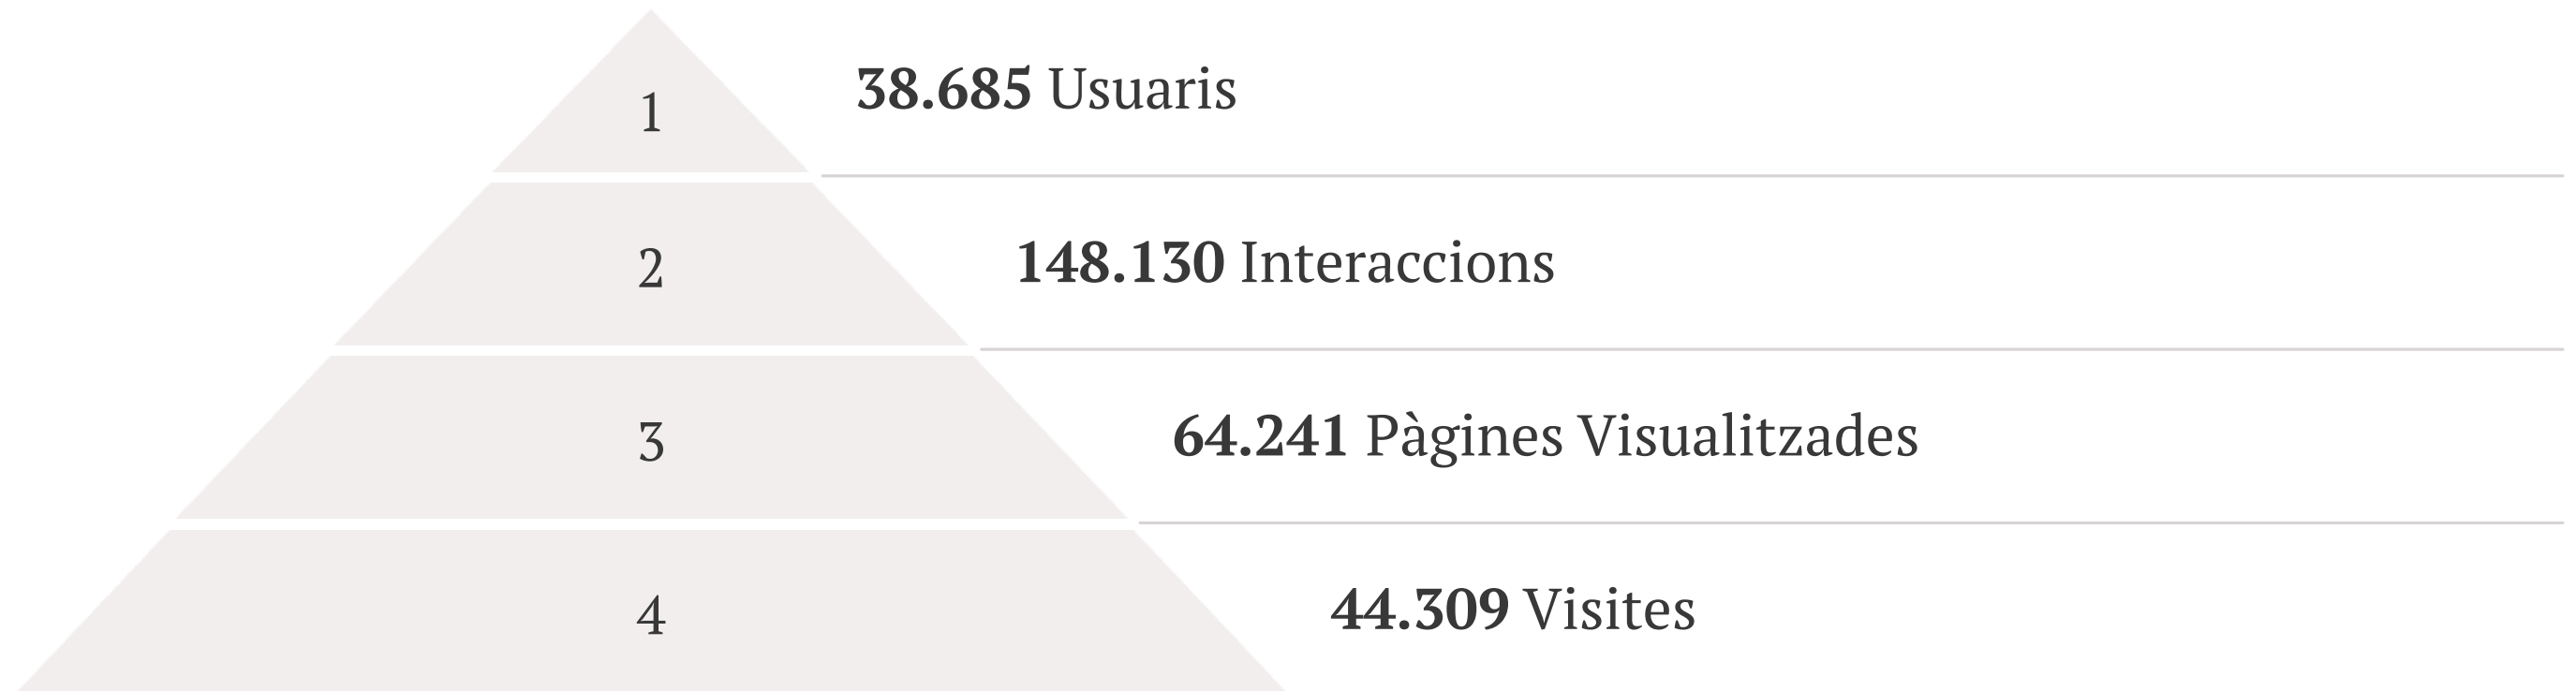 1
38.685 Usuaris
2
148.130 Interaccions
3
64.241 Pàgines Visualitzades
4
44.309 Visites